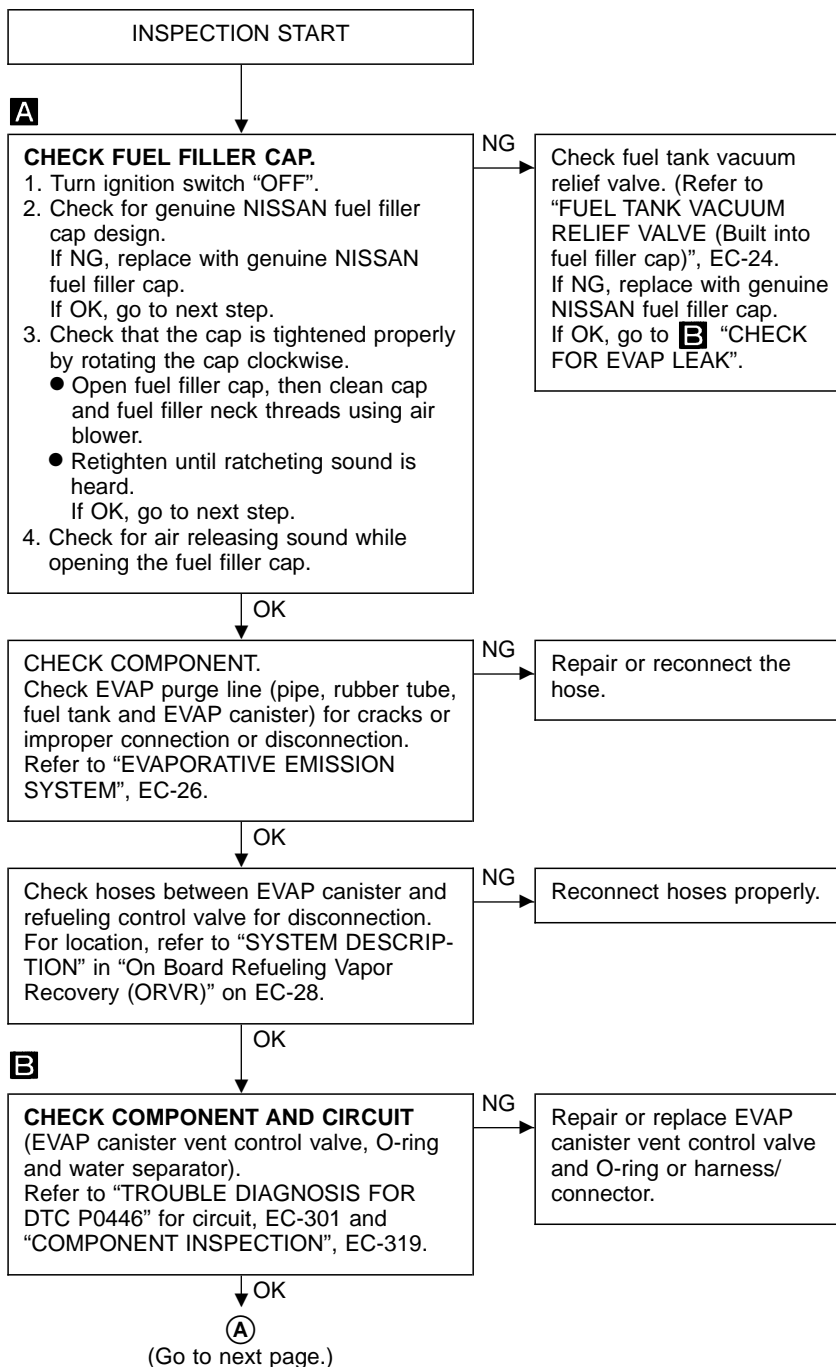 INSPECTION START
A
CHECK FUEL FILLER CAP.
1. Turn ignition switch “OFF”.
2. Check for genuine NISSAN fuel filler
cap design.
If NG, replace with genuine NISSAN
fuel filler cap.
If OK, go to next step.
3. Check that the cap is tightened properly
by rotating the cap clockwise.
● Open fuel filler cap, then clean cap
and fuel filler neck threads using air
blower.
● Retighten until ratcheting sound is
heard.
If OK, go to next step.
4. Check for air releasing sound while
opening the fuel filler cap.
NG
Check fuel tank vacuum
relief valve. (Refer to
“FUEL TANK VACUUM
RELIEF VALVE (Built into
fuel filler cap)”, EC-24.
If NG, replace with genuine
NISSAN fuel filler cap.
If OK, go to B “CHECK
FOR EVAP LEAK”.
OK
CHECK COMPONENT.
Check EVAP purge line (pipe, rubber tube,
fuel tank and EVAP canister) for cracks or
improper connection or disconnection.
Refer to “EVAPORATIVE EMISSION
SYSTEM”, EC-26.
NG
Repair or reconnect the
hose.
OK
Check hoses between EVAP canister and
refueling control valve for disconnection.
For location, refer to “SYSTEM DESCRIP-
TION” in “On Board Refueling Vapor
Recovery (ORVR)” on EC-28.
NG
Reconnect hoses properly.
OK
B
CHECK COMPONENT AND CIRCUIT
(EVAP canister vent control valve, O-ring
and water separator).
Refer to “TROUBLE DIAGNOSIS FOR
DTC P0446” for circuit, EC-301 and
“COMPONENT INSPECTION”, EC-319.
NG
Repair or replace EVAP
canister vent control valve
and O-ring or harness/
connector.
OK
A
(Go to next page.)